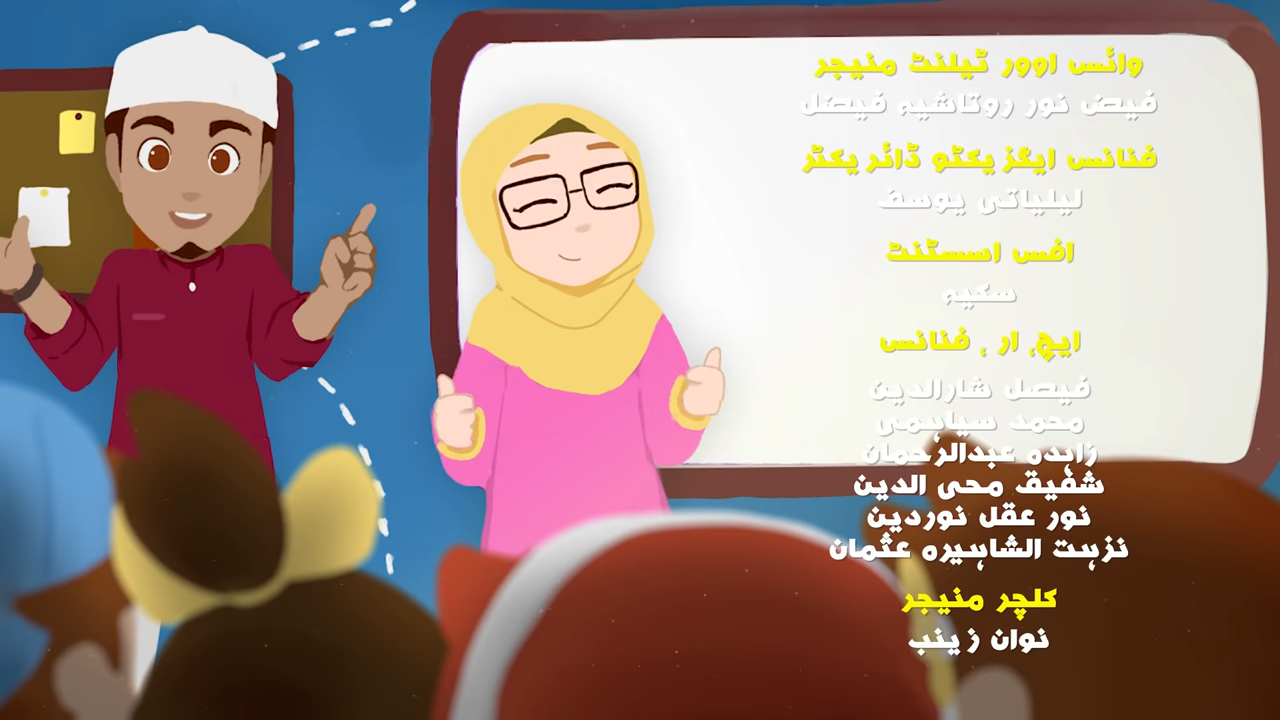 وائس اوور ٹیلنٹ منیجر
فیض نور روتاشیہ فیصل
فنانس ایگزیکٹو ڈائریکٹر
لیلیاتی یوسف
افس اسسٹنٹ
سکیہ
ایچ، ار ، فنانس
فیصل شارالدین
محمد سیاہمی
زاہدہ عبدالرحمان
شفیق محی الدین
نور عقل نوردین
نزہت الشاہیرہ عثمان
کلچر منیجر
نوان زینب